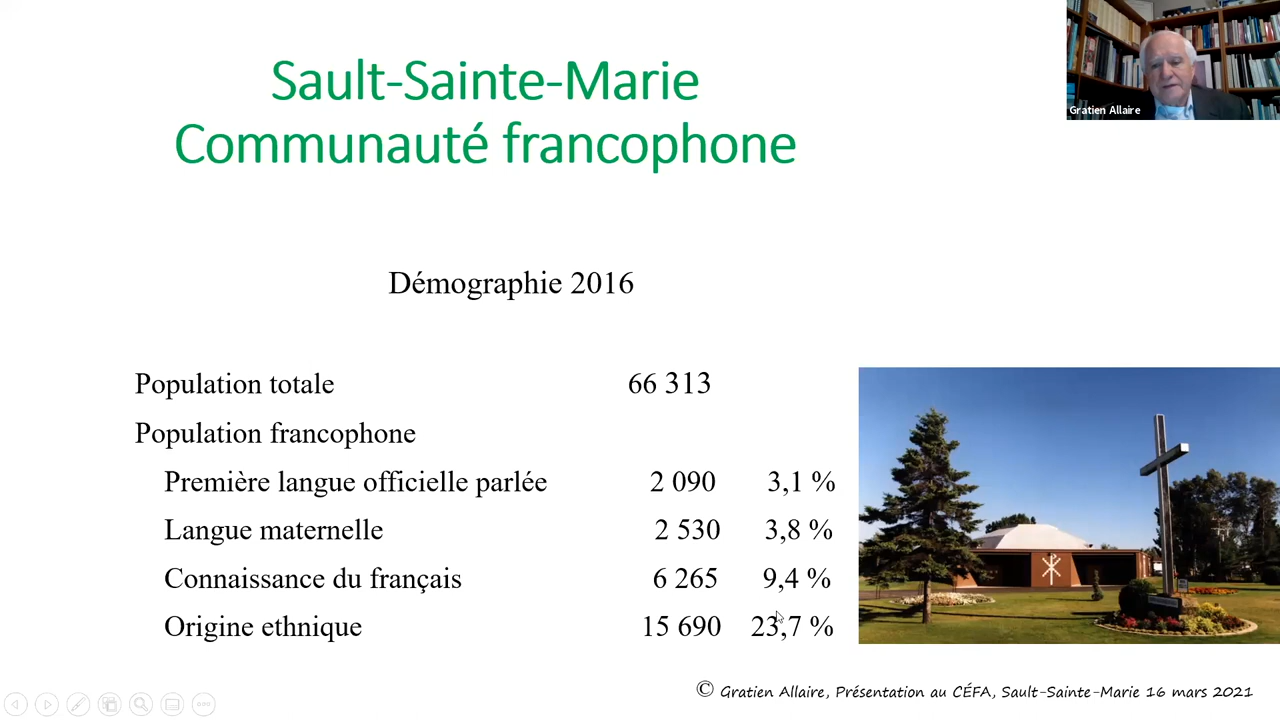 Sault-Sainte-Marie
Communauté francophone
Gratien Allaire
Démographie 2016
Population totale 66 313
Population francophone
Première langue officielle parlée 2 090 3,1 %
Langue maternelle 2 530 3,8 %
Connaissance du français 6 265 9,4 %
Origine ethnique 15 690 23,7 %
© Gratien Allaire, Présentation au CÉFA, Sault-Sainte-Marie 16 mars 2021